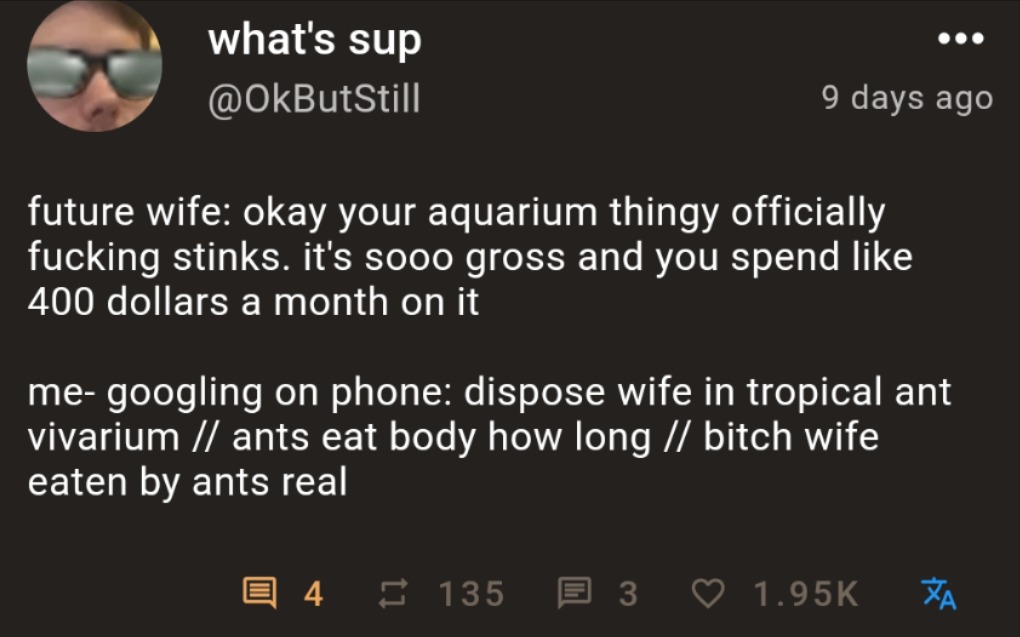 what's sup
@OkButStill
9 days ago
future wife: okay your aquarium thingy officially
fucking stinks. it's sooo gross and you spend like
400 dollars a month on it
me- googling on phone: dispose wife in tropical ant
vivarium // ants eat body how long // bitch wife
eaten by ants real
4 135 3 1.95K